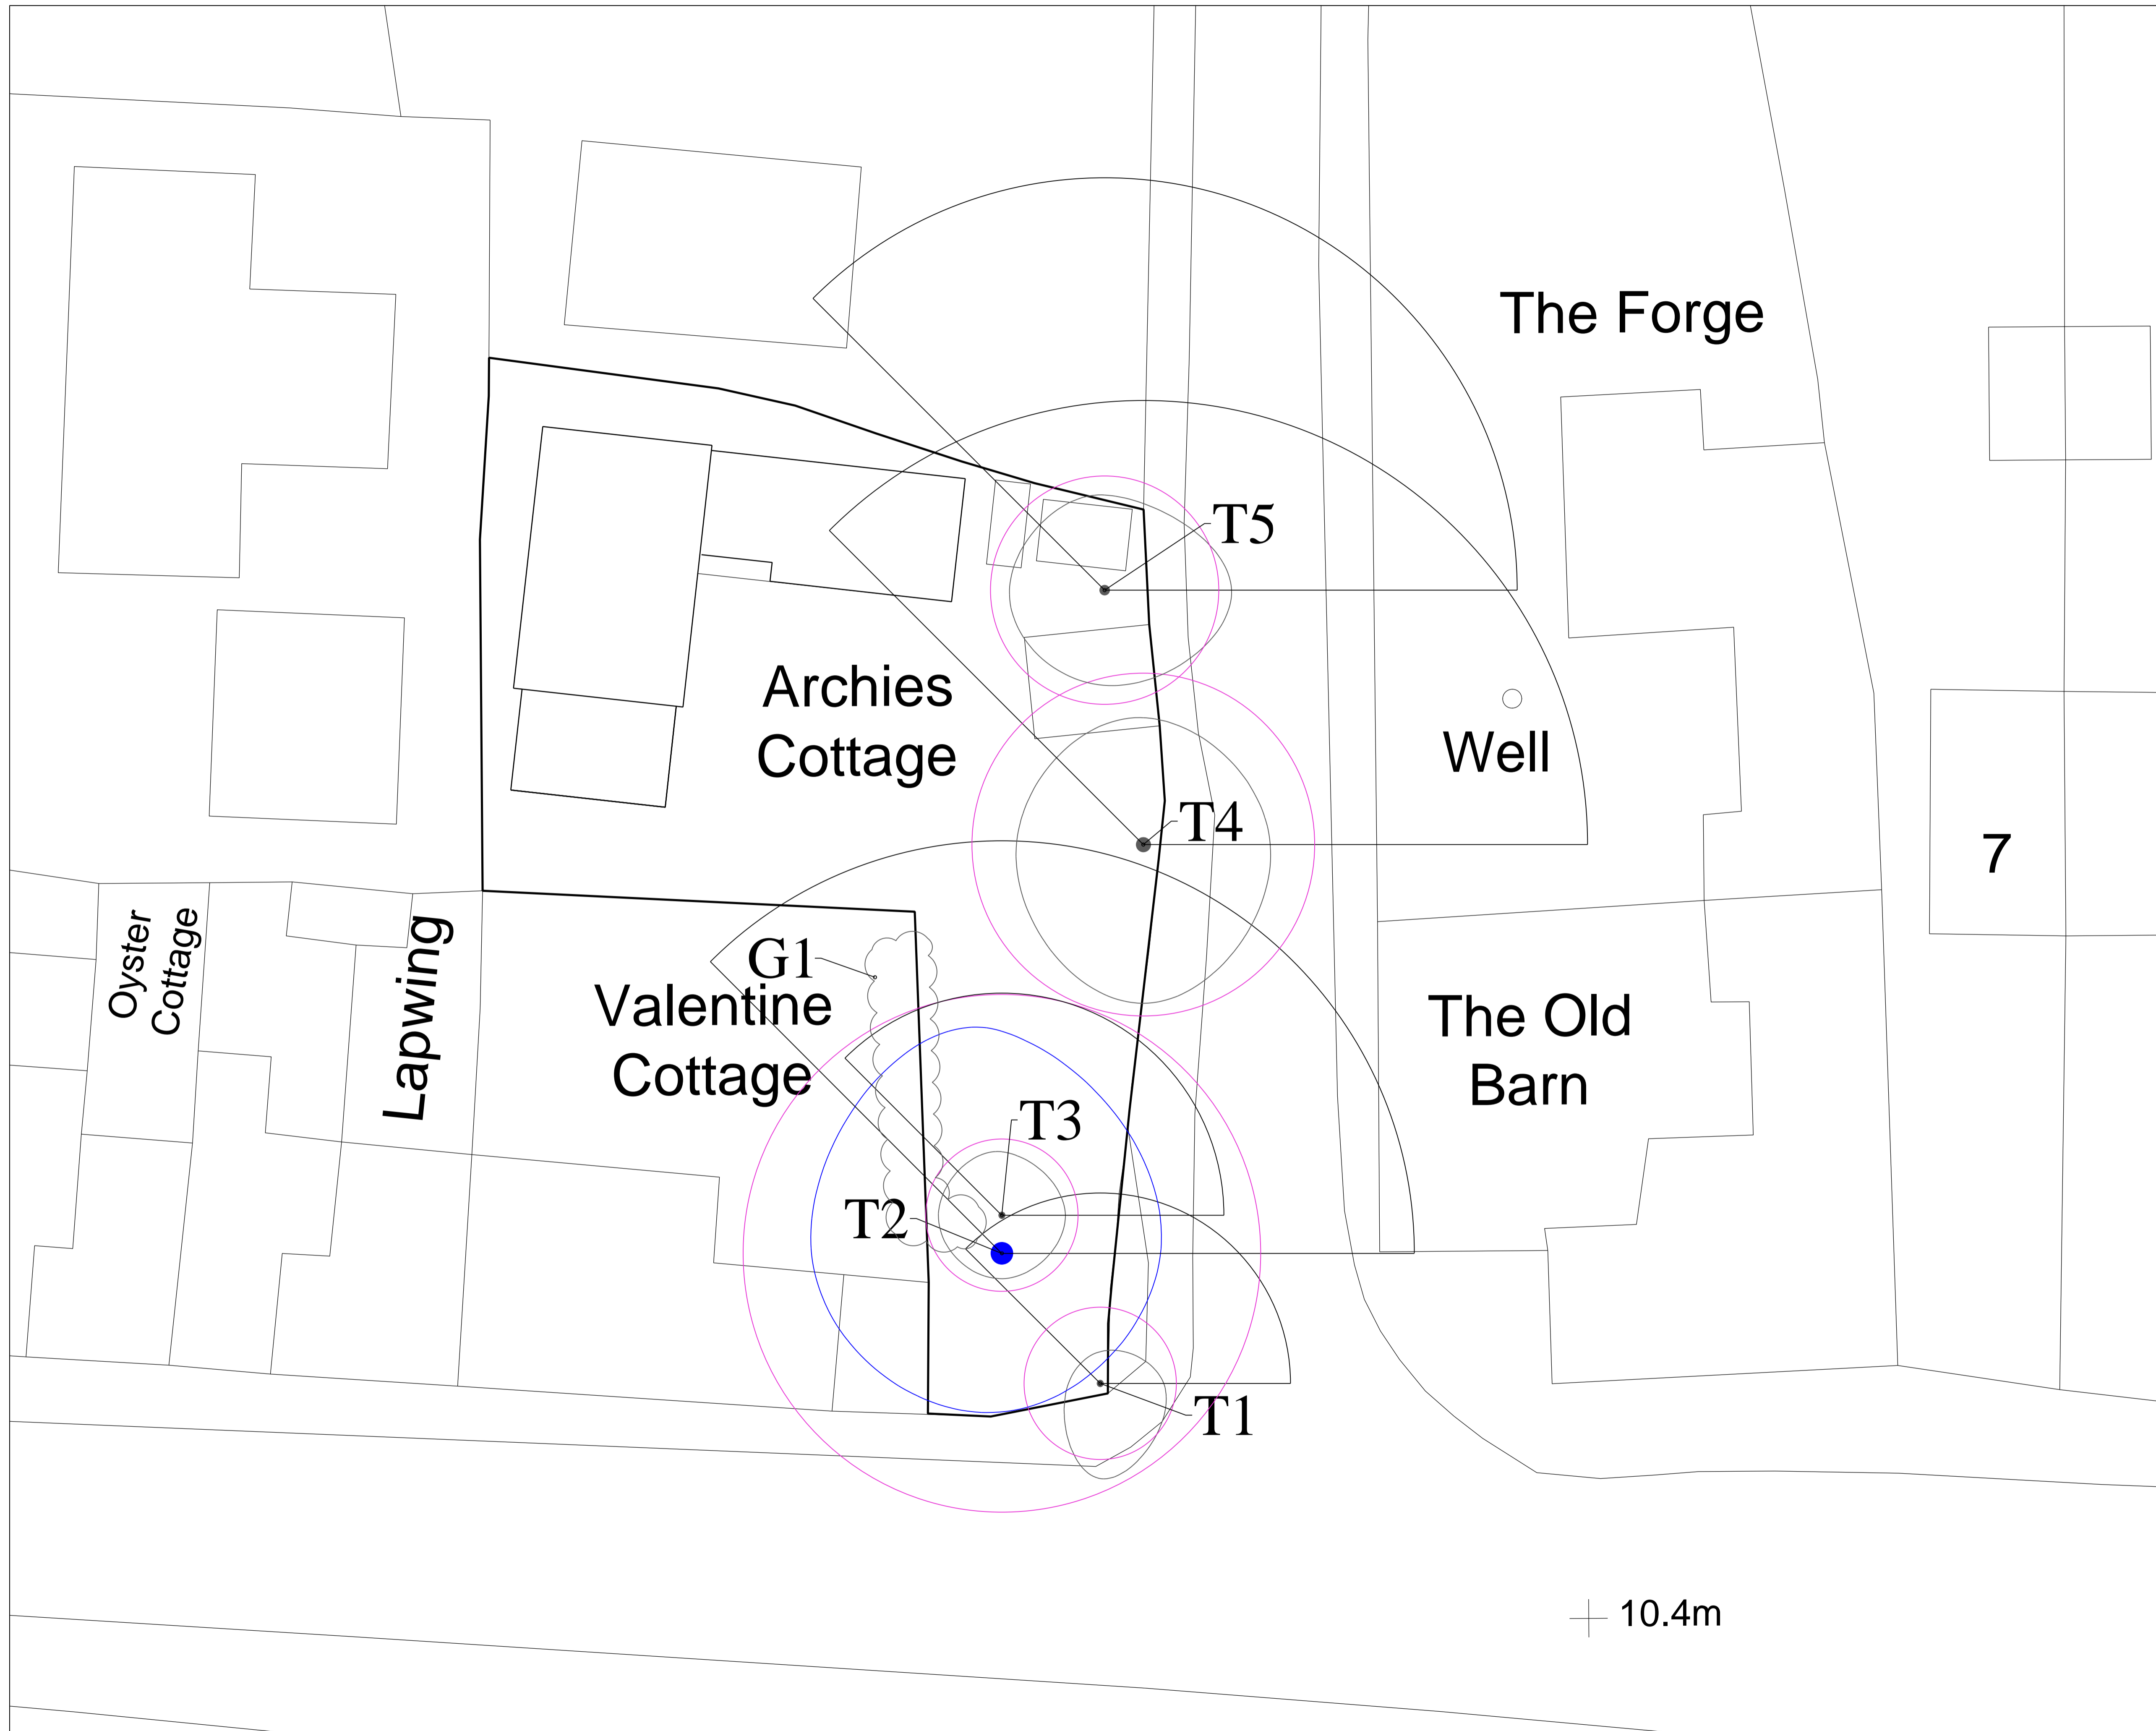 The Forge
T5
Archies
Cottage
Well
T4
7
Oyster
Cottage
Lapwing
G1
Valentine
Cottage
The Old
Barn
T3
T2
T1
10.4m